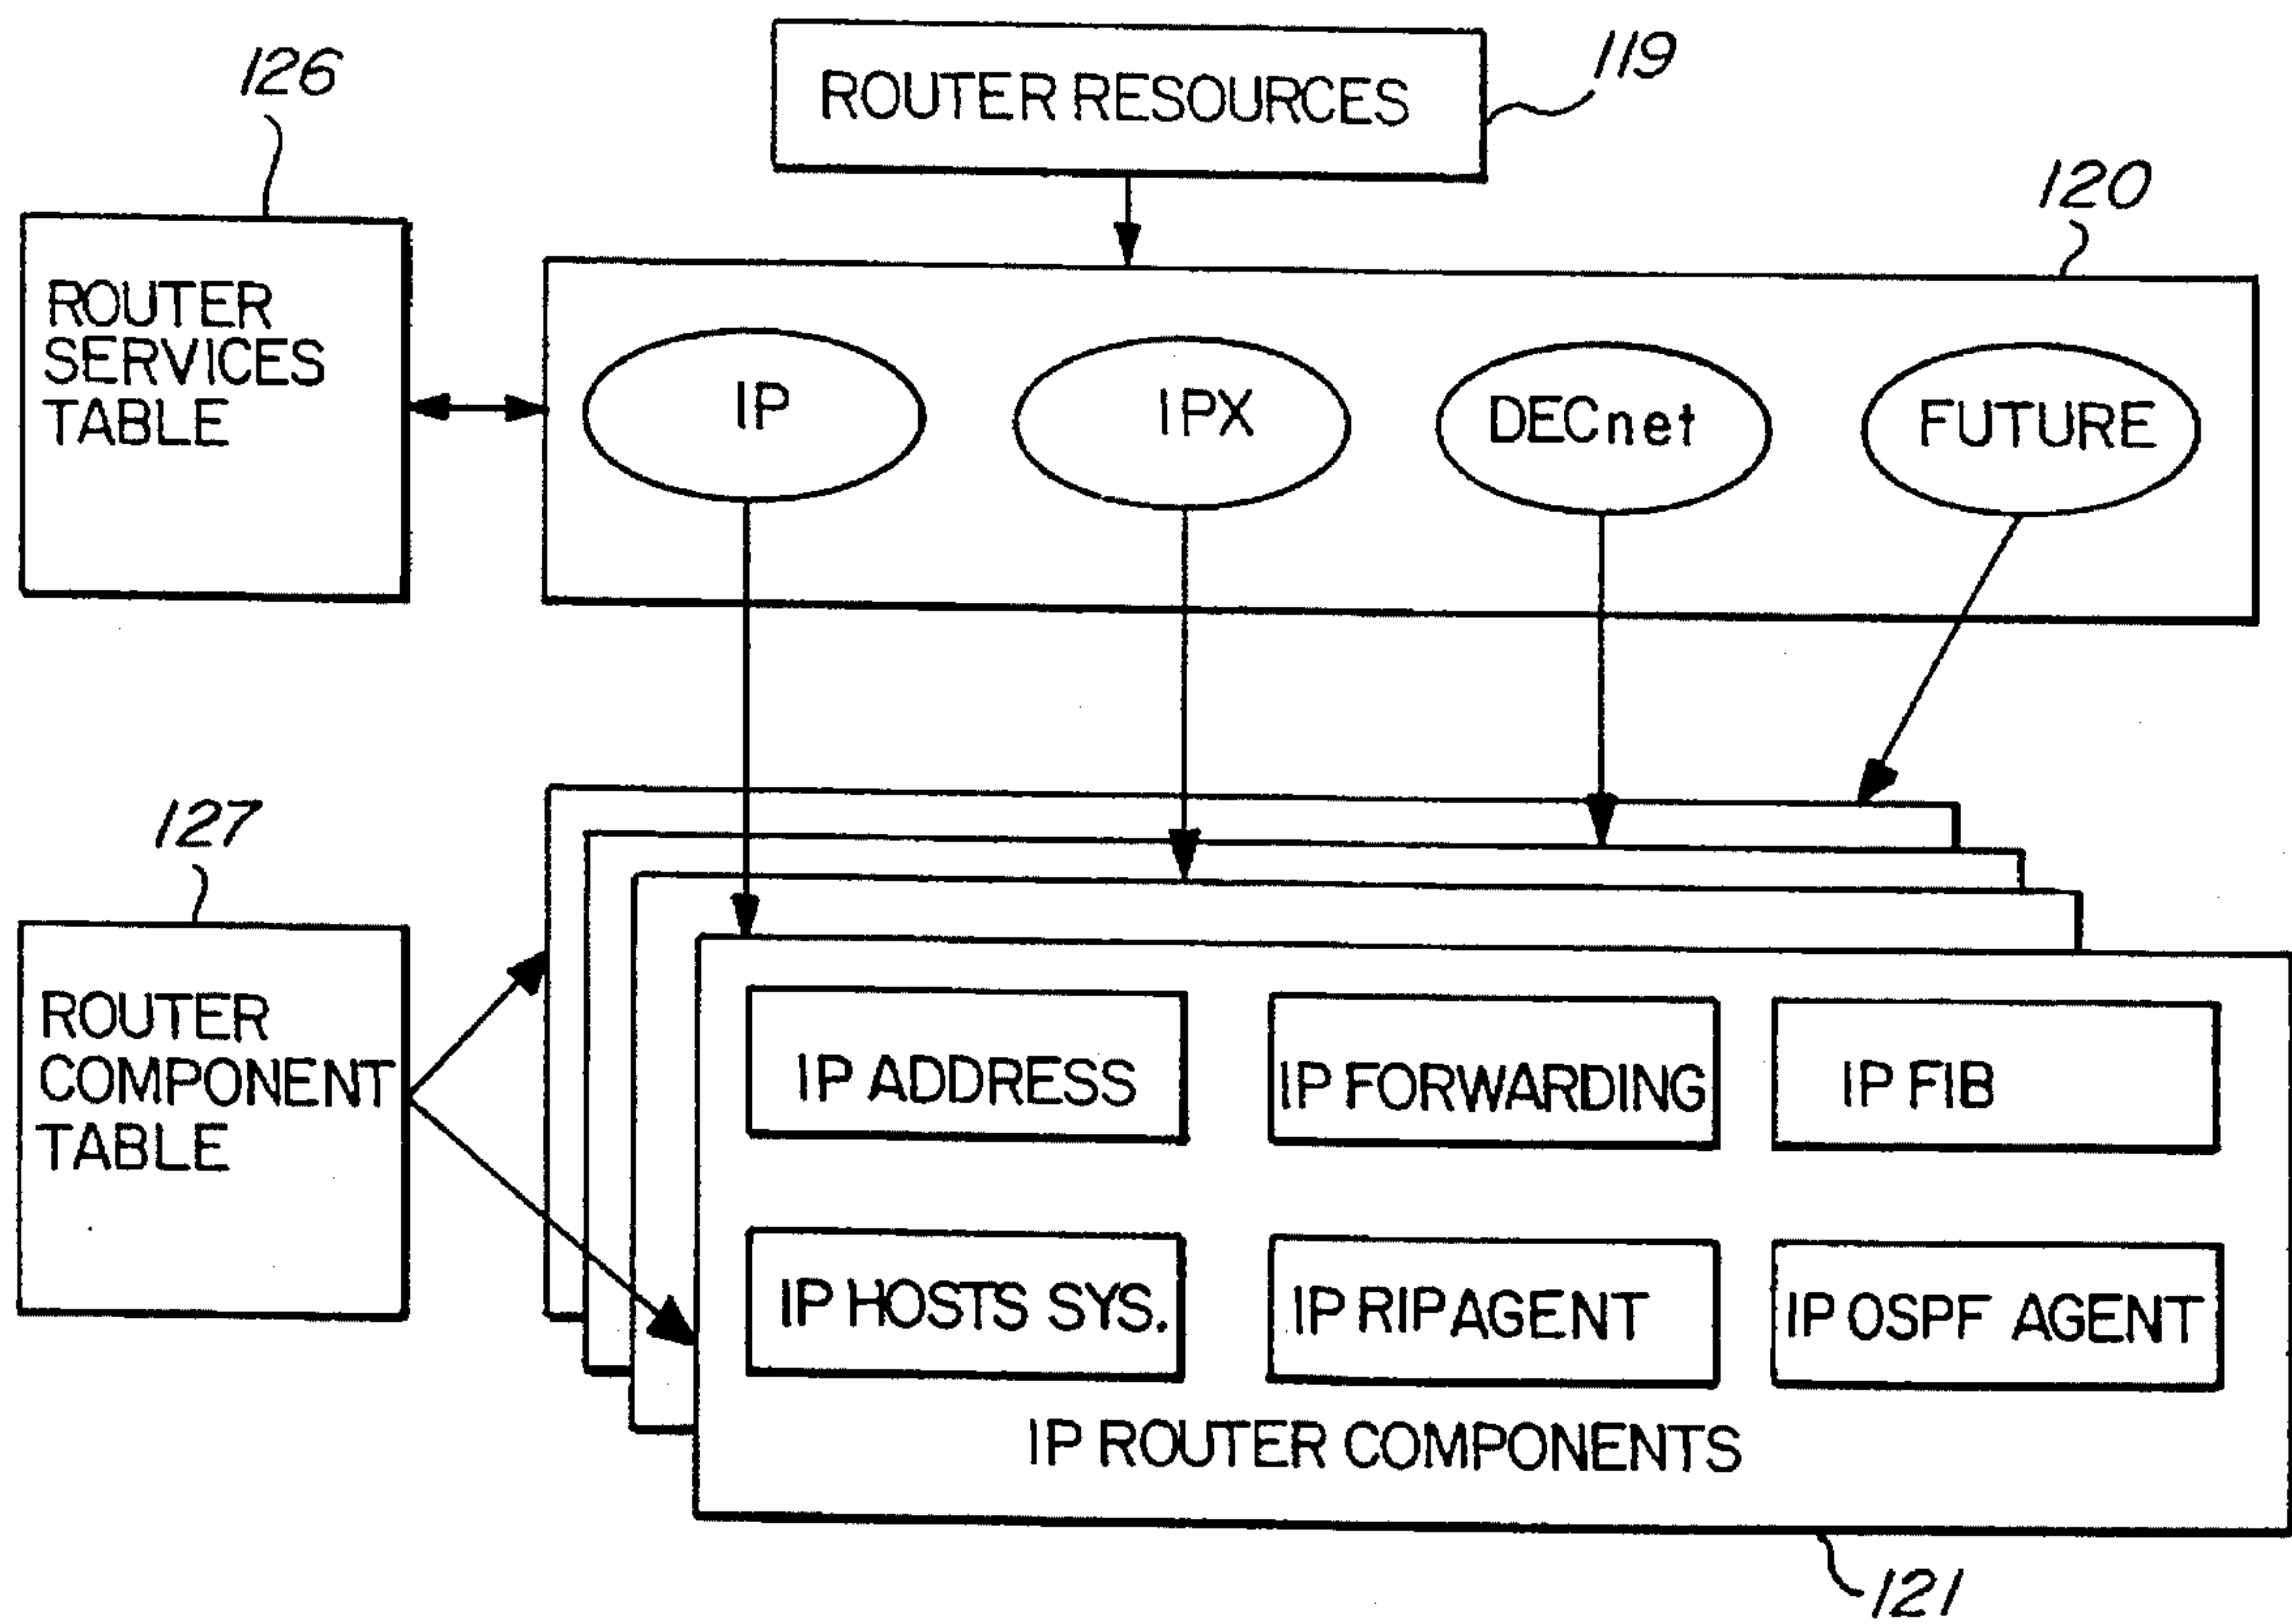 ROUTER RESOURCES
119
126
120
ROUTER
SERVICES
TABLE
IP
IPX
DECnet
FUTURE
127
ROUTER
COMPONENT
TABLE
IP ADDRESS
IP FORWARDING
IP FIB
IP HOSTS SYS.
IP RIP AGENT
IP OSPF AGENT
IP ROUTER COMPONENTS
121